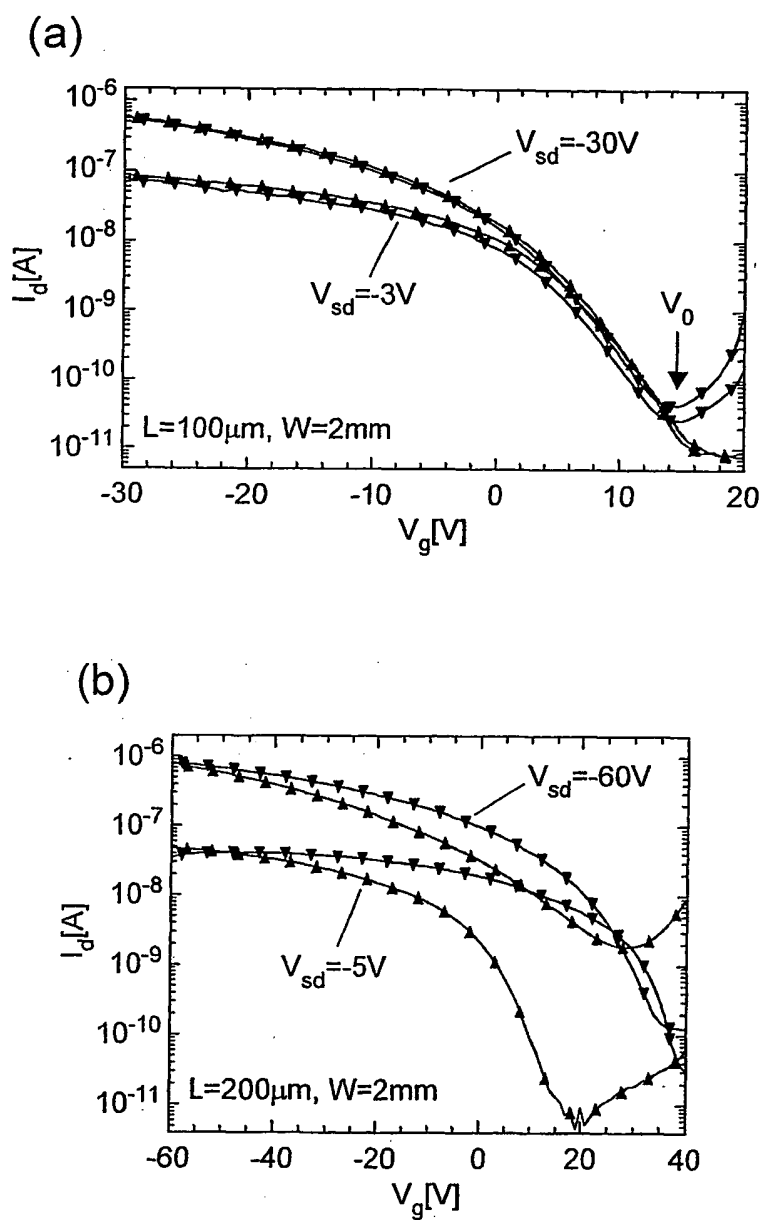 (a)
10^-6
10^-7
10^-8
10^-9
10^-10
10^-11
I_d[A]
V_sd=-30V
V_sd=-3V
V_0
L=100μm, W=2mm
-30 -20 -10 0 10 20
V_g[V]
(b)
10^-6
10^-7
10^-8
10^-9
10^-10
10^-11
I_d[A]
V_sd=-60V
V_sd=-5V
L=200μm, W=2mm
-60 -40 -20 0 20 40
V_g[V]